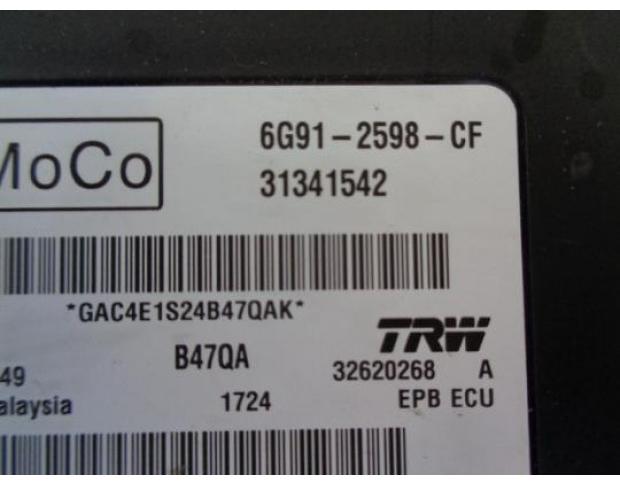 MoCo
6G91-2598-CF
31341542
*GAC4E1S24B47QAK*
TRW
B47QA
32620268 A
49
alaysia
1724
EPB ECU